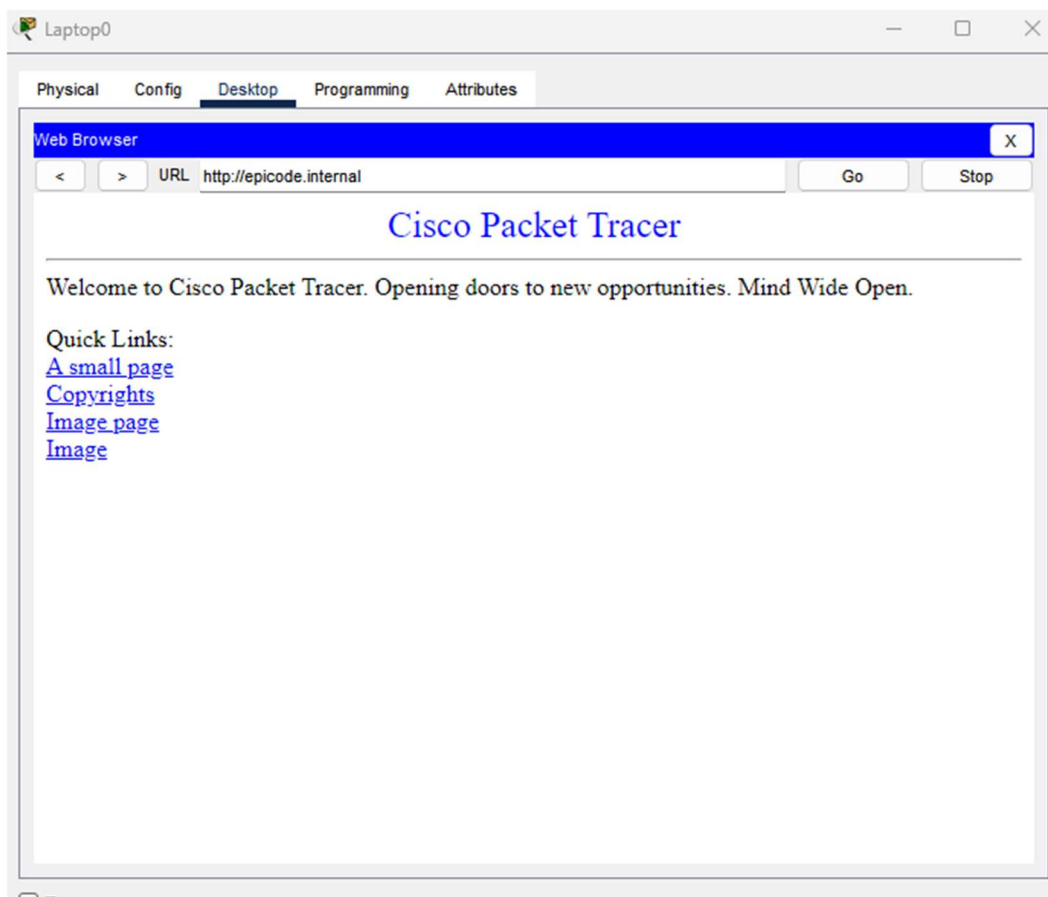 Laptop0
Physical Config Desktop Programming Attributes
Web Browser X
< > URL http://epicode.internal Go Stop
Cisco Packet Tracer
Welcome to Cisco Packet Tracer. Opening doors to new opportunities. Mind Wide Open.
Quick Links:
A small page
Copyrights
Image page
Image